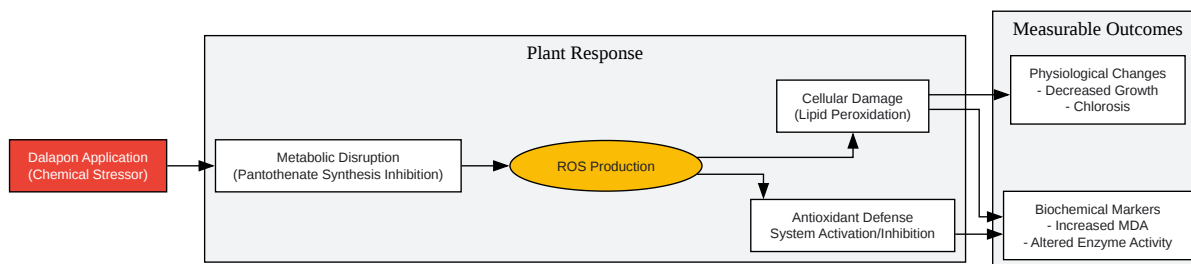 Measurable Outcomes
Plant Response
Physiological Changes
- Decreased Growth
- Chlorosis
Cellular Damage
(Lipid Peroxidation)
Dalapon Application
(Chemical Stressor)
Metabolic Disruption
(Pantothenate Synthesis Inhibition)
ROS Production
Antioxidant Defense
System Activation/Inhibition
Biochemical Markers
- Increased MDA
- Altered Enzyme Activity